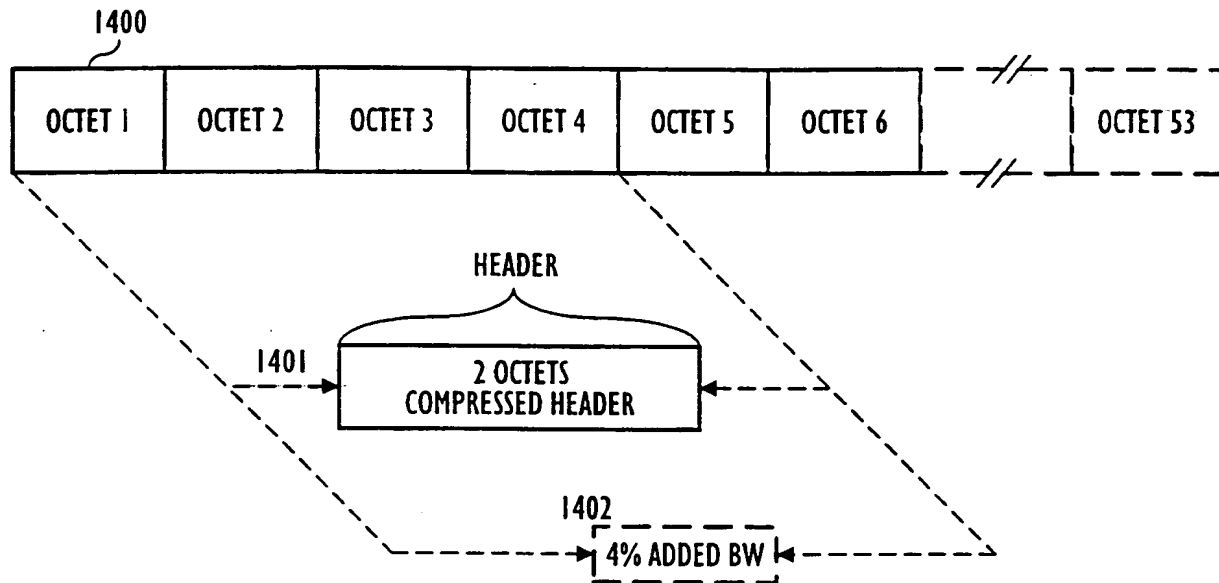 1400
OCTET 1 OCTET 2 OCTET 3 OCTET 4 OCTET 5 OCTET 6 OCTET 53
HEADER
1401
2 OCTETS
COMPRESSED HEADER
1402
4% ADDED BW